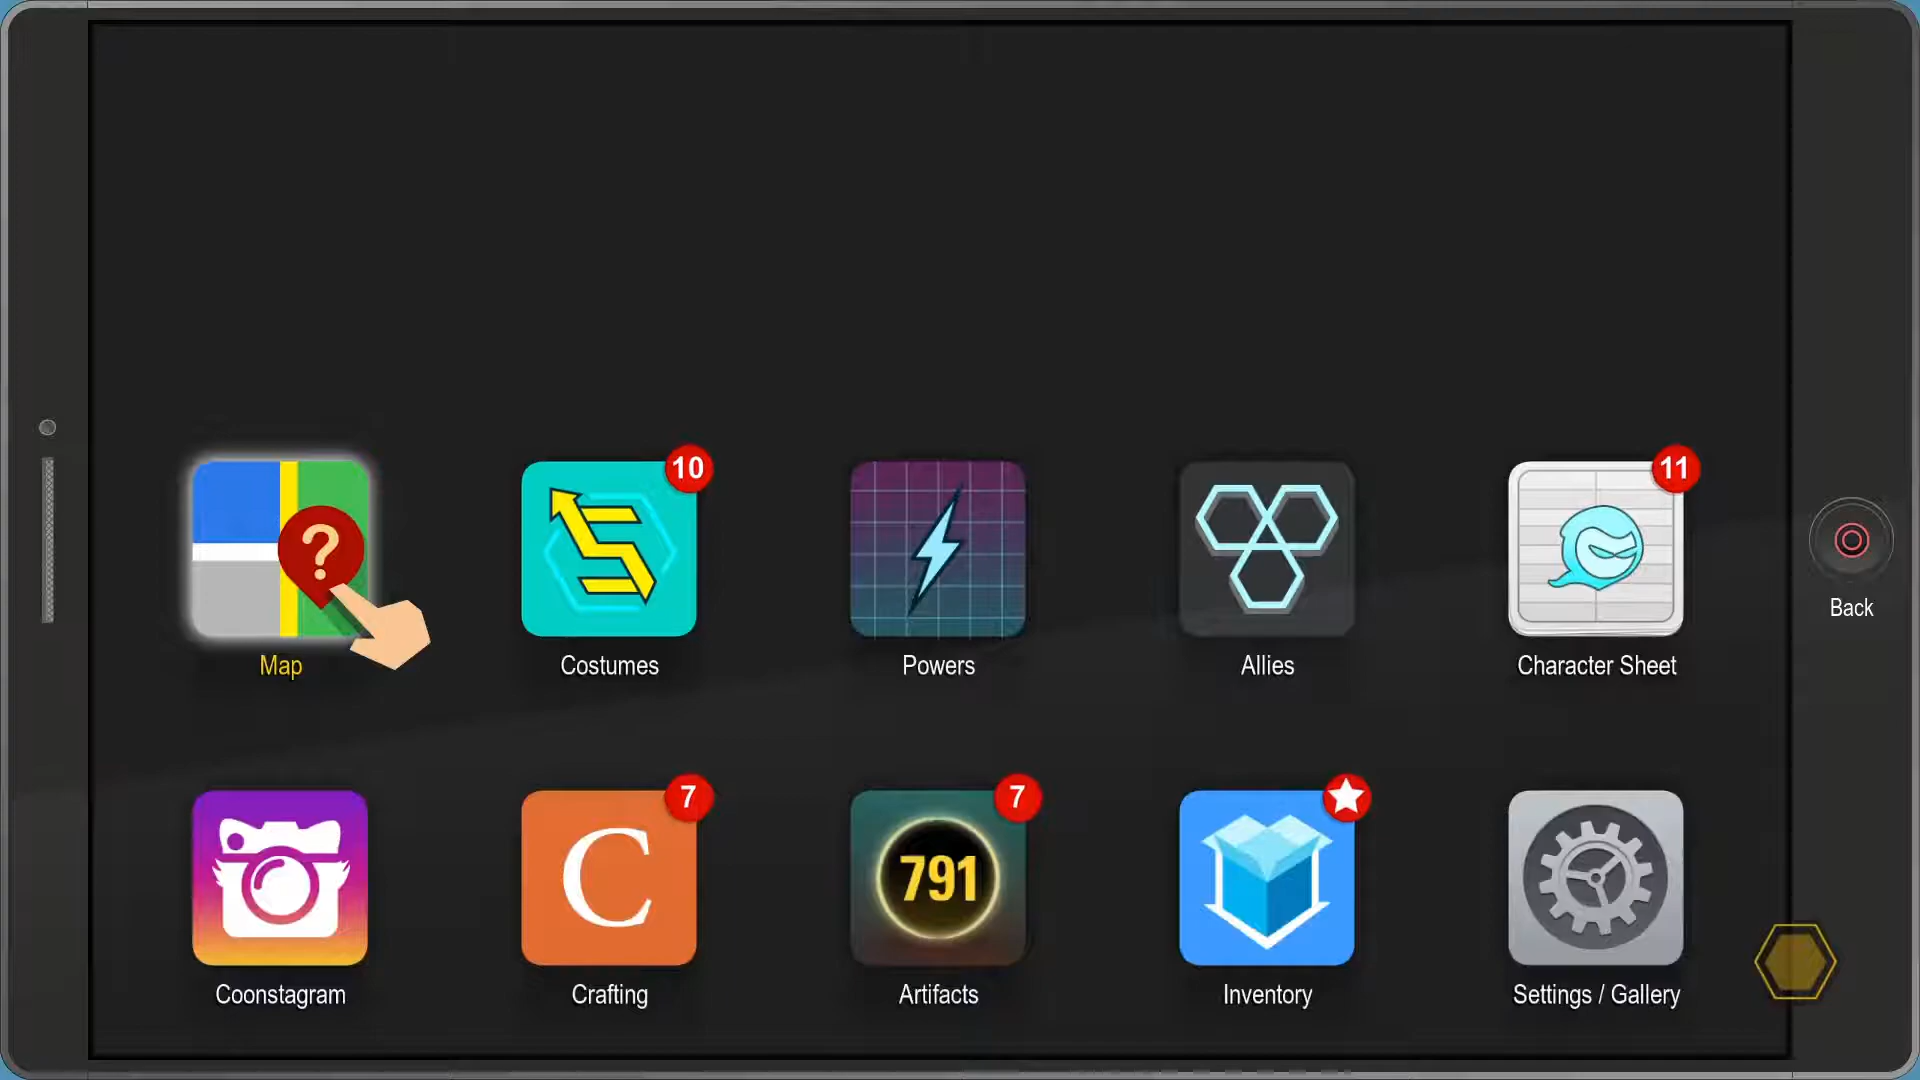 10
11
?
Back
Map
Costumes
Powers
Allies
Character Sheet
7
7
C
791
Coonstagram
Crafting
Artifacts
Inventory
Settings / Gallery